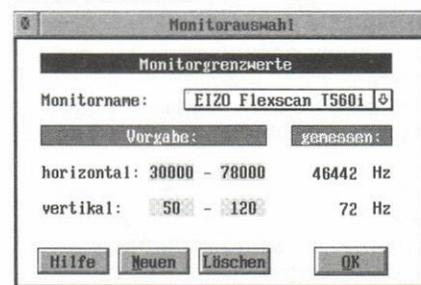 Monitorauswahl
Monitorgrenzwerte
Monitorname: EIZO Flexscan T560i
Vorgabe: gemessen:
horizontal: 30000 - 78000 46442 Hz
vertikal: 50 - 120 72 Hz
Hilfe Neuen Löschen OK